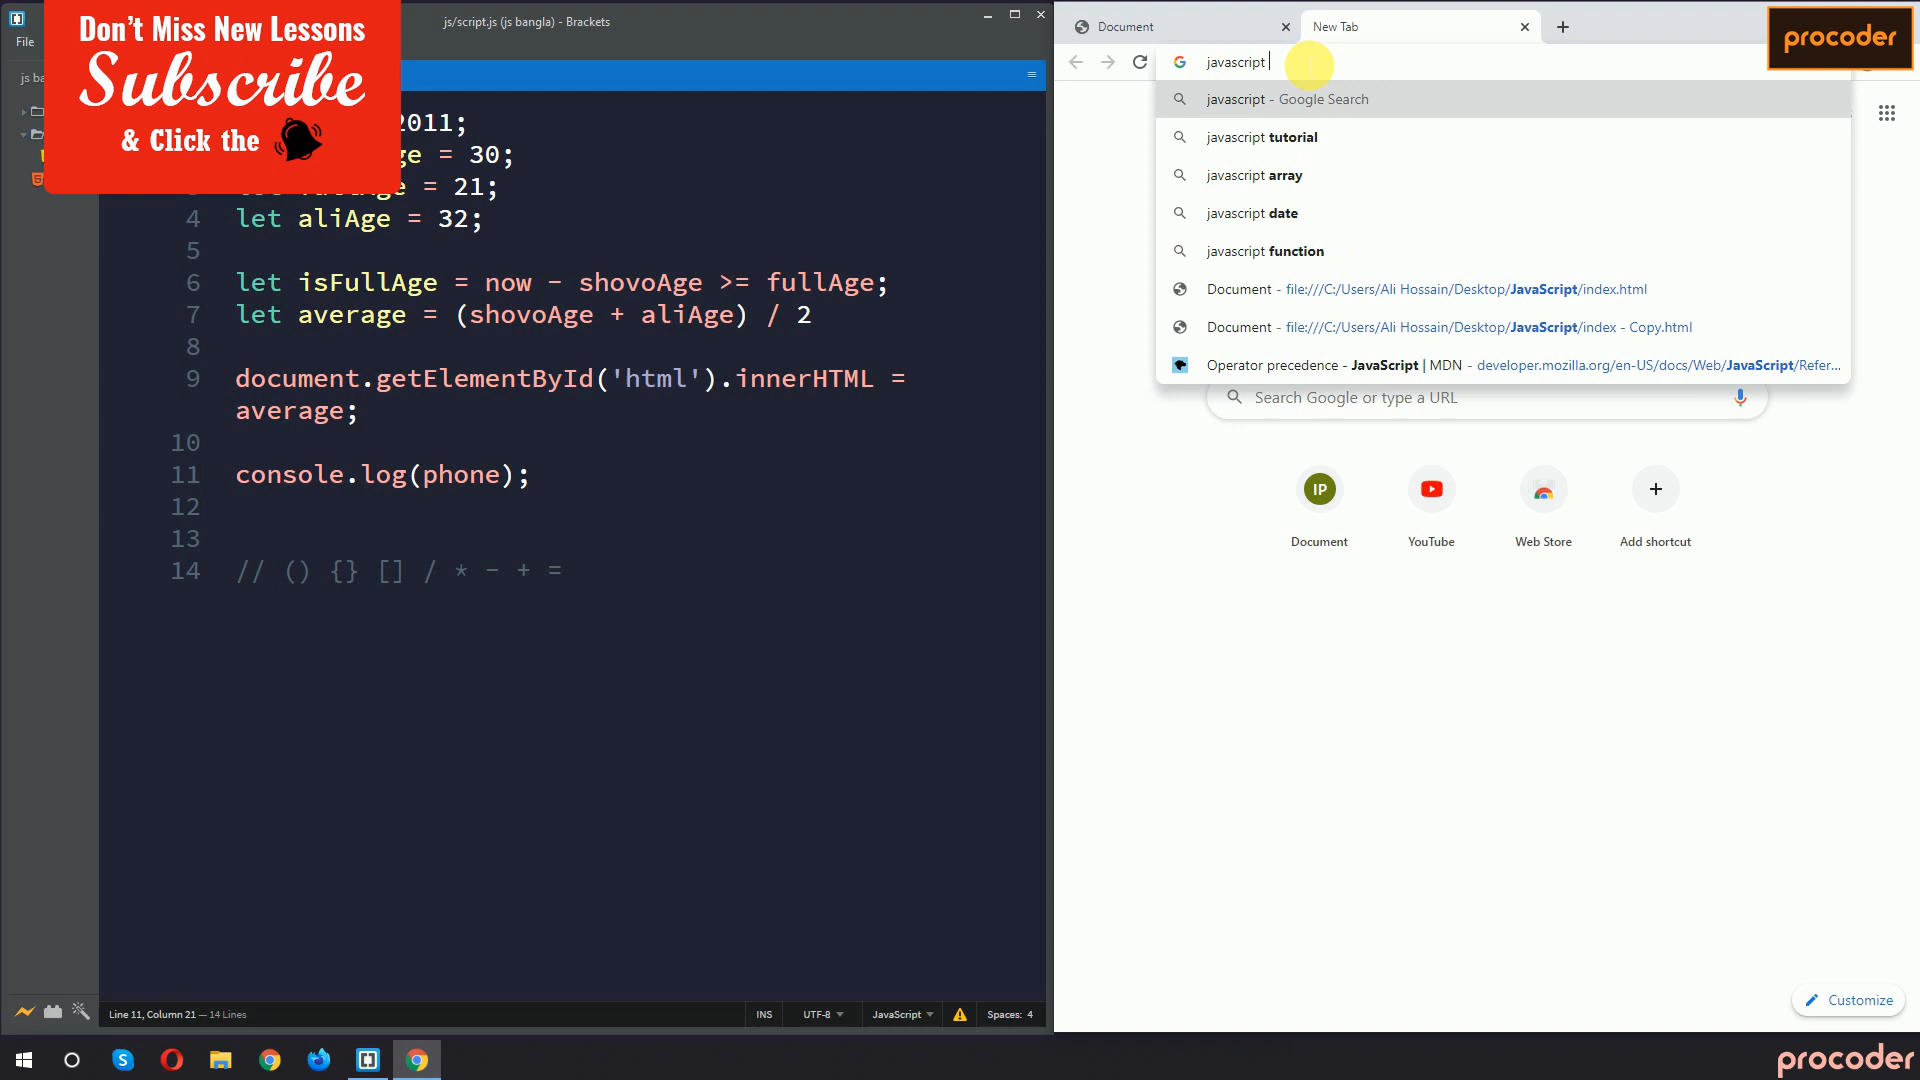 js/script.js (js bangla) - Brackets
File
js ba
Don't Miss New Lessons
Subscribe
& Click the
2011;
ge = 30;
= 21;
4 let aliAge = 32;
5
6 let isFullAge = now - shovoAge >= fullAge;
7 let average = (shovoAge + aliAge) / 2
8
9 document.getElementById('html').innerHTML =
average;
10
11 console.log(phone);
12
13
14 // () {} [] / * - + =
Line 11, Column 21 — 14 Lines
INS
UTF-8
JavaScript
Spaces: 4
Document
New Tab
procoder
javascript
javascript - Google Search
javascript tutorial
javascript array
javascript date
javascript function
Document - file:///C:/Users/Ali Hossain/Desktop/JavaScript/index.html
Document - file:///C:/Users/Ali Hossain/Desktop/JavaScript/index - Copy.html
Operator precedence - JavaScript | MDN - developer.mozilla.org/en-US/docs/Web/JavaScript/Refer...
Search Google or type a URL
IP
Document
YouTube
Web Store
Add shortcut
Customize
procoder